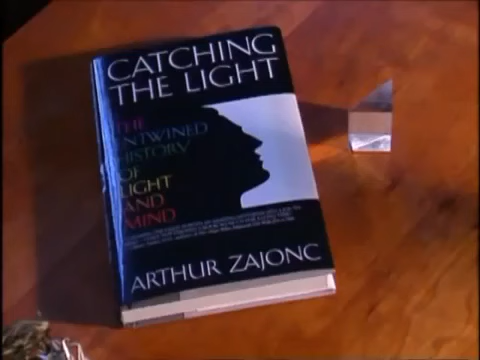 CATCHING
THE LIGHT
THE
ENTWINED
HISTORY
OF
LIGHT
AND
MIND
ARTHUR ZAJONC